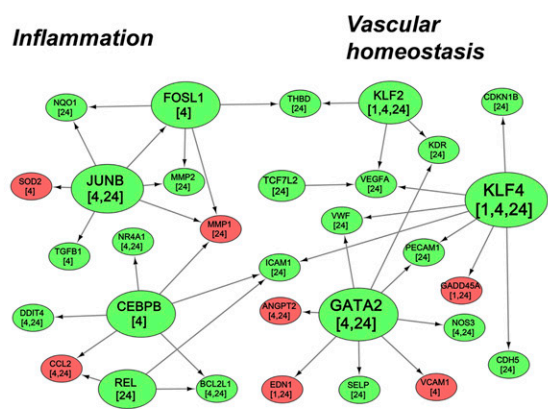 Inflammation
Vascular
homeostasis
FOSL1
[4]
KLF2
[1,4,24]
NQO1
[24]
THBD
[24]
CDKN1B
[24]
KDR
[24]
SOD2
[4]
JUNB
[4,24]
MMP2
[24]
TCF7L2
[24]
VEGFA
[24]
KLF4
[1,4,24]
MMP1
[24]
VWF
[24]
NR4A1
[4,24]
TGFB1
[4]
ICAM1
[24]
PECAM1
[24]
GADD45A
[1,24]
DDIT4
[4,24]
CEBPB
[4]
ANGPT2
[4,24]
GATA2
[4,24]
NOS3
[4,24]
CCL2
[4,24]
CDH5
[24]
REL
[24]
BCL2L1
[4,24]
EDN1
[1,24]
SELP
[24]
VCAM1
[4]